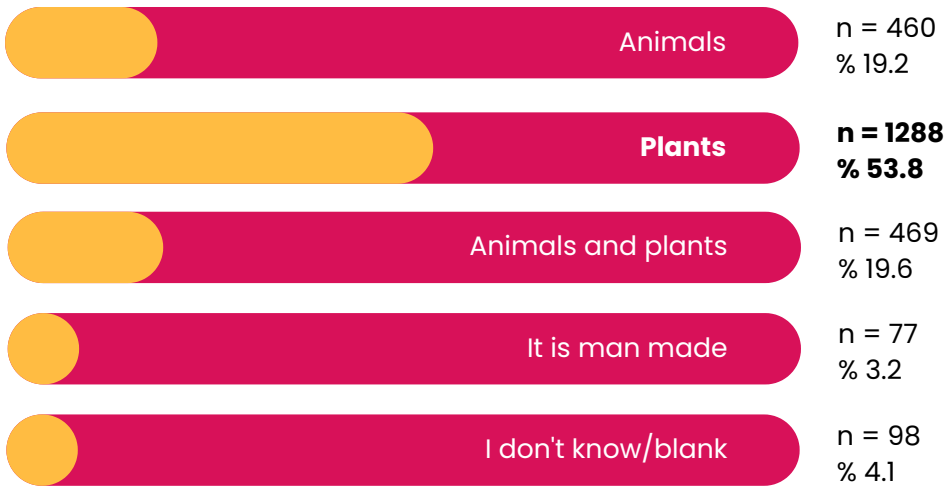 Animals
n = 460
% 19.2
Plants
n = 1288
% 53.8
Animals and plants
n = 469
% 19.6
It is man made
n = 77
% 3.2
I don't know/blank
n = 98
% 4.1